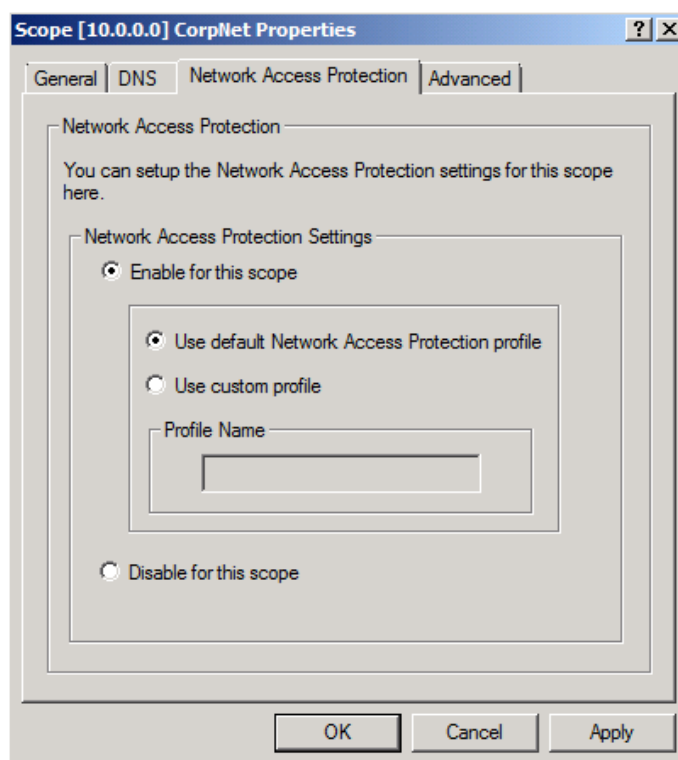 Scope [10.0.0.0] CorpNet Properties
General DNS Network Access Protection Advanced
Network Access Protection
You can setup the Network Access Protection settings for this scope
here.
Network Access Protection Settings
Enable for this scope
Use default Network Access Protection profile
Use custom profile
Profile Name
Disable for this scope
OK Cancel Apply